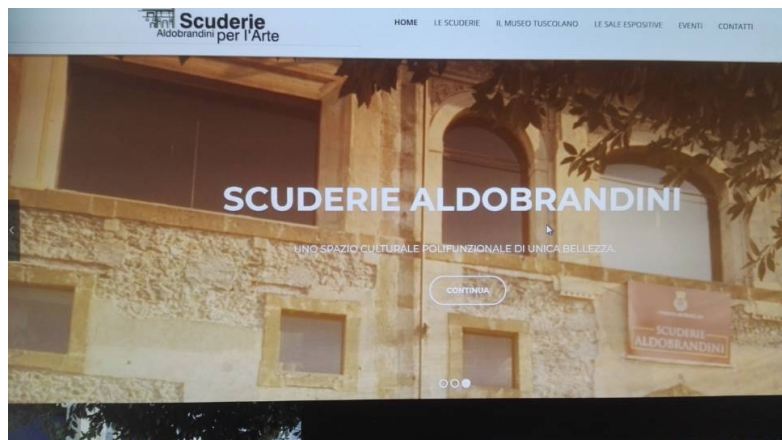 Scuderie
Aldobrandini per l'Arte
HOME LE SCUDERIE IL MUSEO TUSCOLANO LE SALE ESPOSITIVE EVENTI CONTATTI
SCUDERIE ALDOBRANDINI
UNO SPAZIO CULTURALE POLIFUNZIONALE DI UNICA BELLEZZA.
CONTINUA
SCUDERIE
ALDOBRANDINI